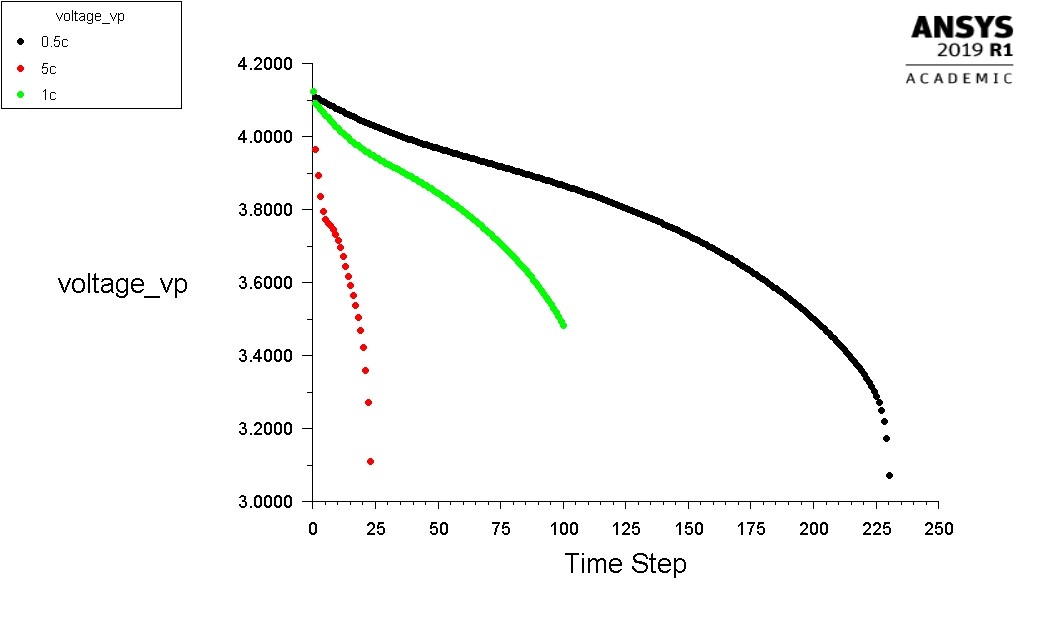 voltage_vp
0.5c
5c
1c
ANSYS
2019 R1
ACADEMIC
4.2000
4.0000
3.8000
3.6000
3.4000
3.2000
3.0000
voltage_vp
0 25 50 75 100 125 150 175 200 225 250
Time Step